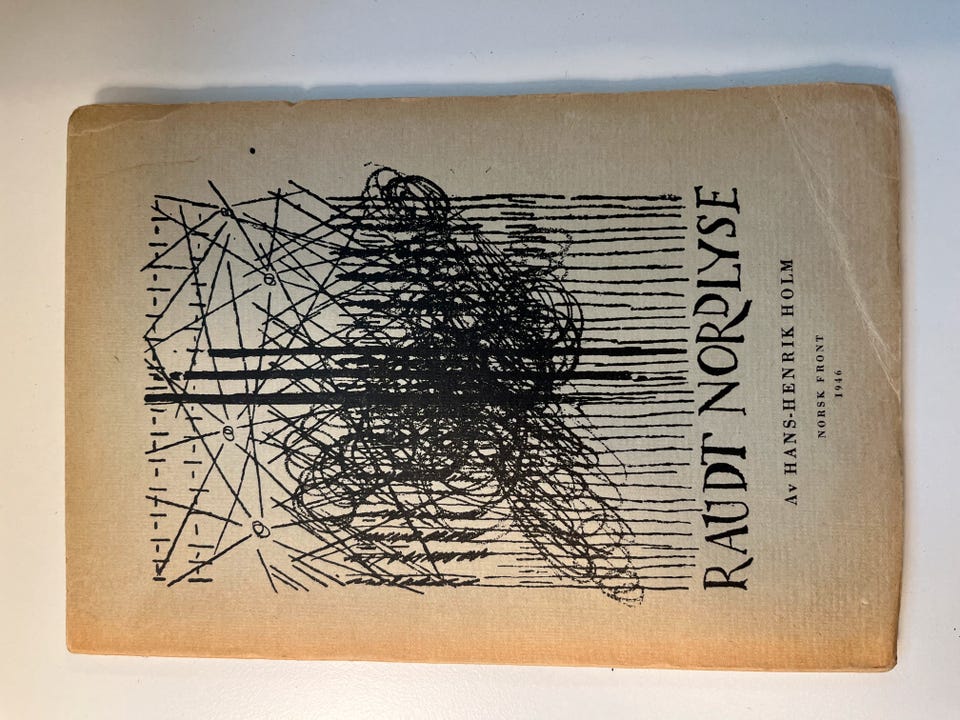 RAUDT NORDLYSE
Av HANS-HENRIK HOLM
NORSK FRONT
1946